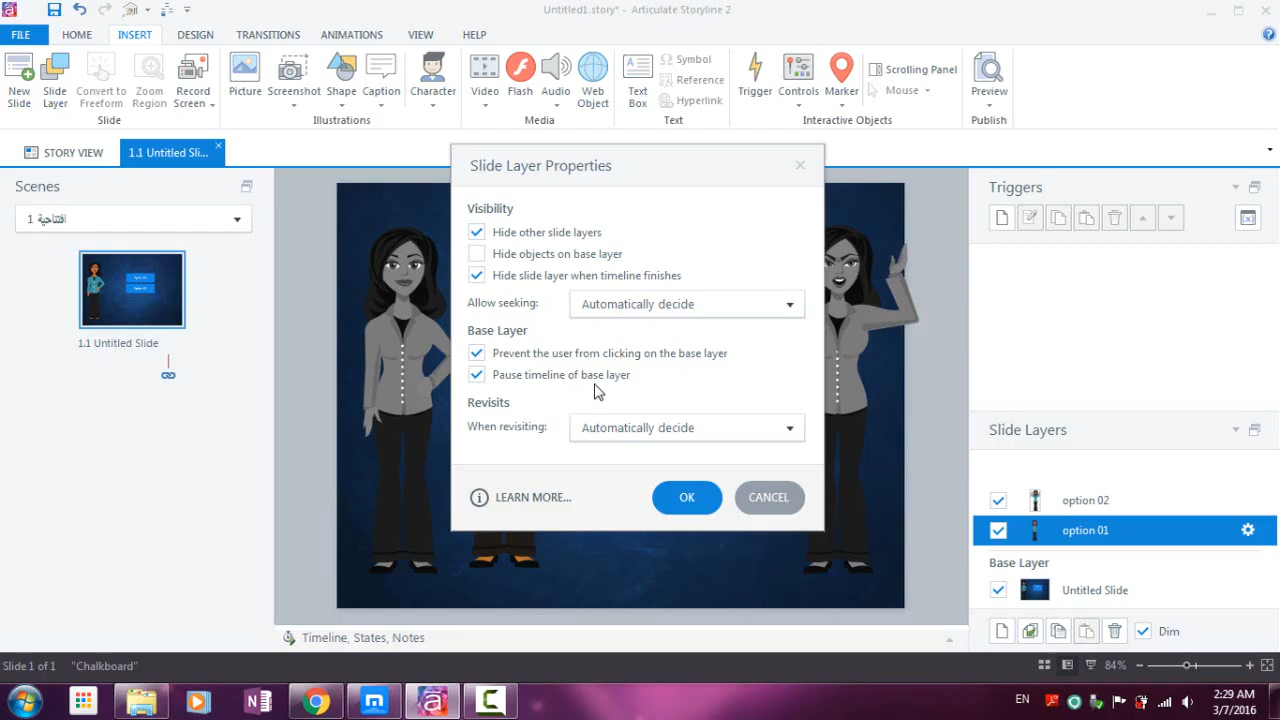 Untitled1.story* - Articulate Storyline 2
FILE HOME INSERT DESIGN TRANSITIONS ANIMATIONS VIEW HELP
New Slide
Slide Layer
Convert to Freeform
Zoom Region
Record Screen
Picture
Screenshot
Shape
Caption
Character
Video
Flash
Audio
Web Object
Text Box
Symbol
Reference
Hyperlink
Trigger
Controls
Marker
Scrolling Panel
Mouse
Preview
Slide
Illustrations
Media
Text
Interactive Objects
Publish
STORY VIEW
1.1 Untitled Sli...
Scenes
1 افتتاحية
1.1 Untitled Slide
Slide Layer Properties
Visibility
Hide other slide layers
Hide objects on base layer
Hide slide layer when timeline finishes
Allow seeking: Automatically decide
Base Layer
Prevent the user from clicking on the base layer
Pause timeline of base layer
Revisits
When revisiting: Automatically decide
LEARN MORE...
OK
CANCEL
Triggers
Slide Layers
option 02
option 01
Base Layer
Untitled Slide
Dim
Timeline, States, Notes
Slide 1 of 1 "Chalkboard"
84%
EN
2:29 AM
3/7/2016